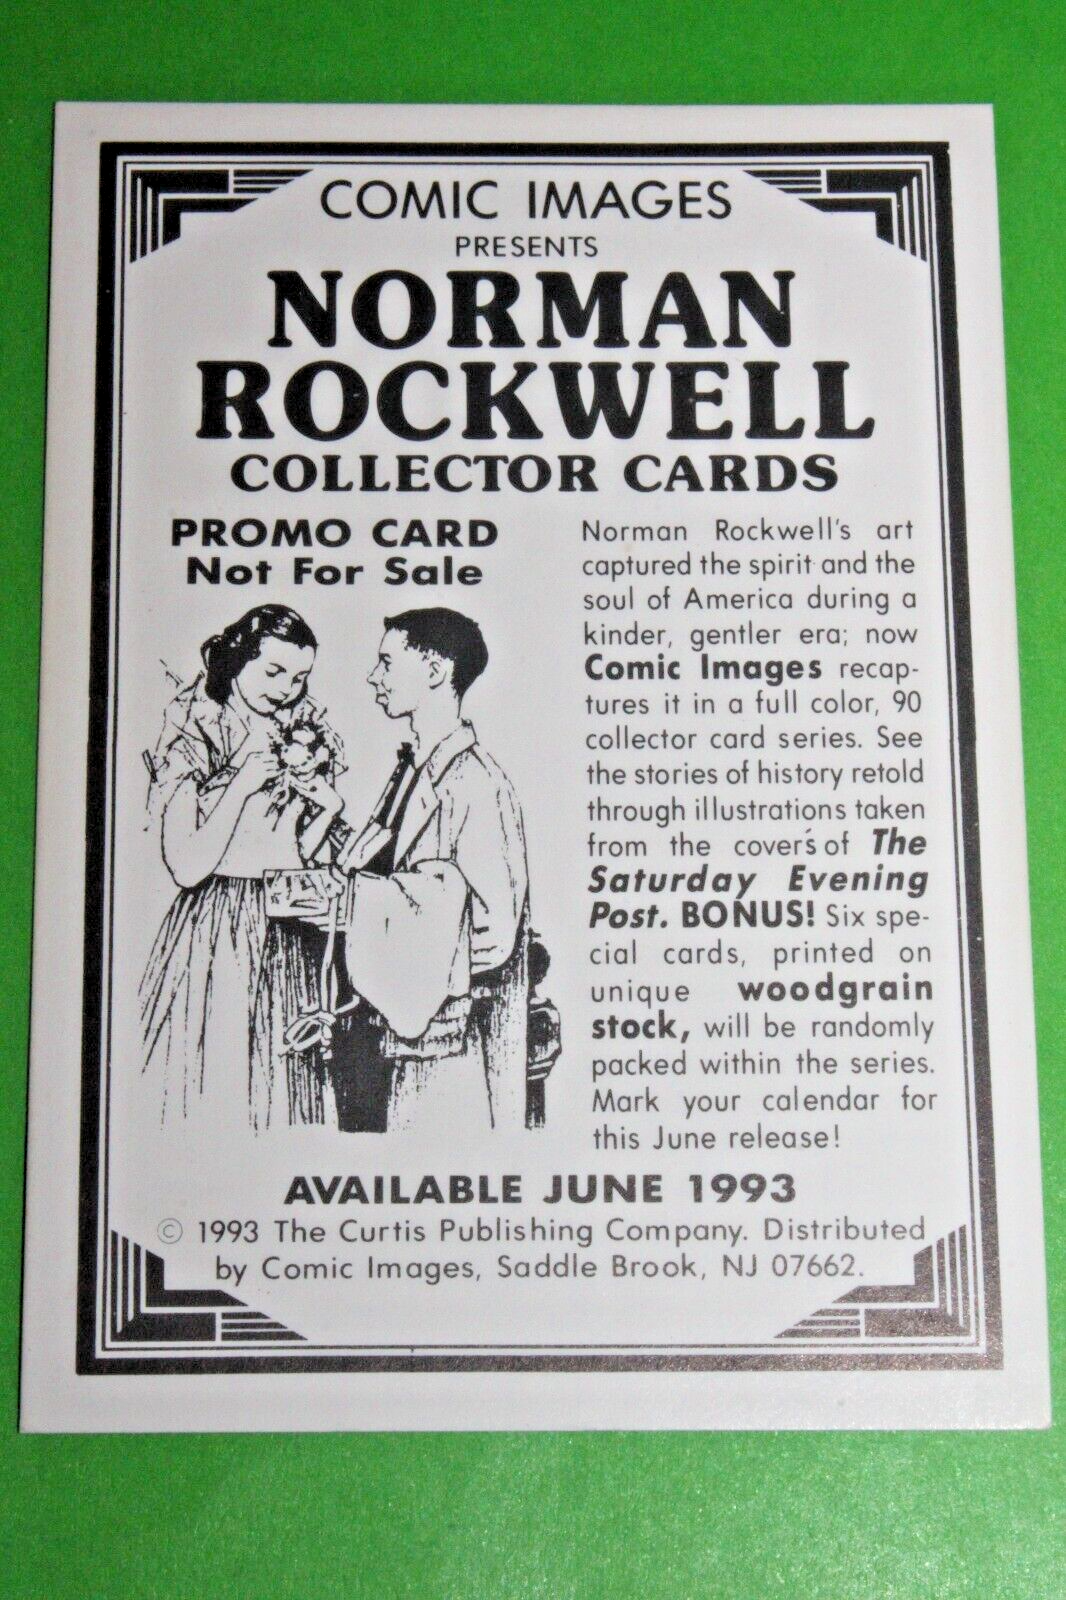 COMIC IMAGES
PRESENTS
NORMAN
ROCKWELL
COLLECTOR CARDS
PROMO CARD
Not For Sale
Norman Rockwell's art
captured the spirit and the
soul of America during a
kinder, gentler era; now
Comic Images recap-
tures it in a full color, 90
collector card series. See
the stories of history retold
through illustrations taken
from the cover's of The
Saturday Evening
Post. BONUS! Six spe-
cial cards, printed on
unique woodgrain
stock, will be randomly
packed within the series.
Mark your calendar for
this June release!
AVAILABLE JUNE 1993
© 1993 The Curtis Publishing Company. Distributed
by Comic Images, Saddle Brook, NJ 07662.